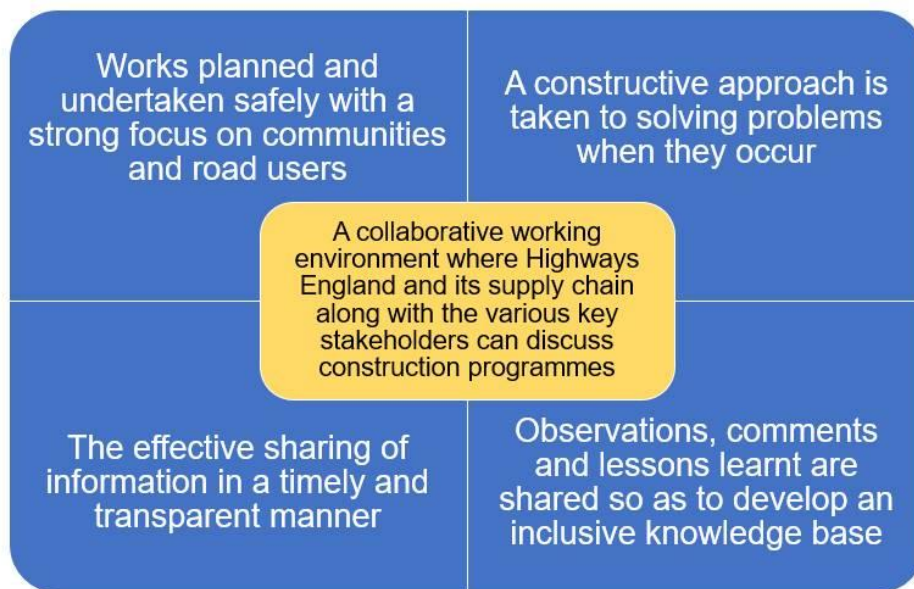 Works planned and
undertaken safely with a
strong focus on communities
and road users
A constructive approach is
taken to solving problems
when they occur
A collaborative working
environment where Highways
England and its supply chain
along with the various key
stakeholders can discuss
construction programmes
The effective sharing of
information in a timely and
transparent manner
Observations, comments
and lessons learnt are
shared so as to develop an
inclusive knowledge base